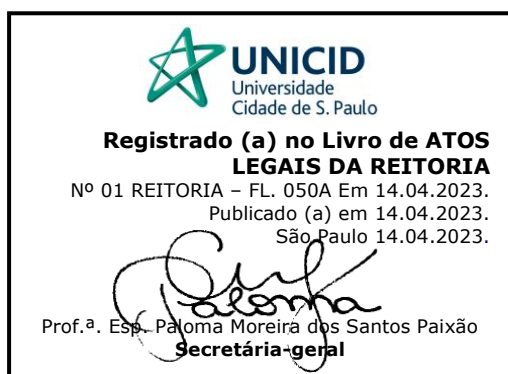 UNICID
Universidade
Cidade de S. Paulo
Registrado (a) no Livro de ATOS
LEGAIS DA REITORIA
Nº 01 REITORIA – FL. 050A Em 14.04.2023.
Publicado (a) em 14.04.2023.
São Paulo 14.04.2023.
Paloma
Prof.ª. Esp. Paloma Moreira dos Santos Paixão
Secretária-geral